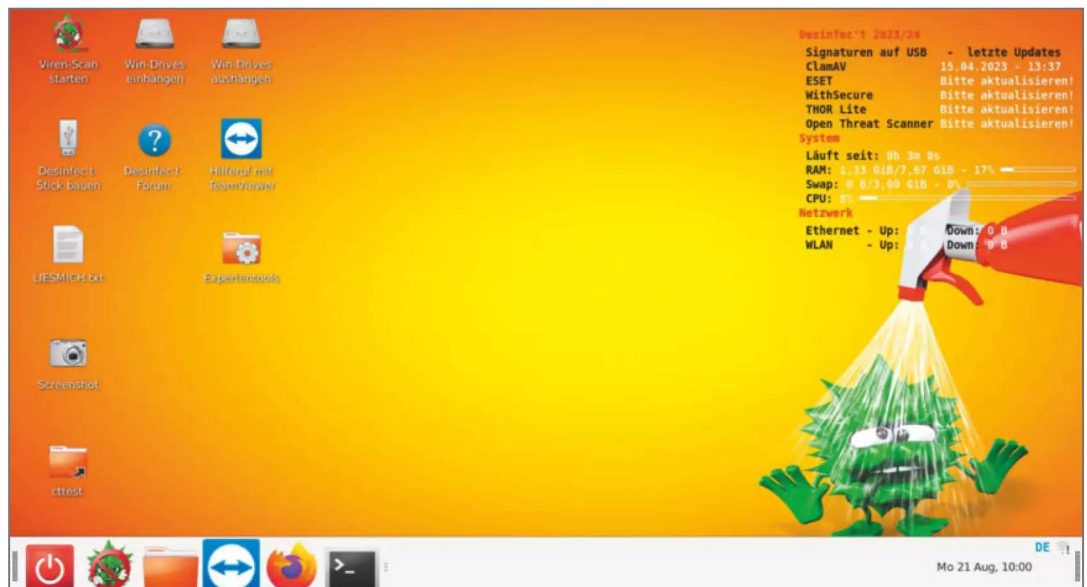 Viren-Scan
starten
Win-Drives
einhängen
Win-Drives
aushängen
Desinfec't-
Stick bauen
Desinfec't-
Forum
Hilferuf mit
TeamViewer
LIESMICH.txt
Expertentools
Screenshot
cttest
Desinfec't 2023/24
Signaturen auf USB - letzte Updates
ClamAV 15.04.2023 - 13:37
ESET Bitte aktualisieren!
WithSecure Bitte aktualisieren!
THOR Lite Bitte aktualisieren!
Open Threat Scanner Bitte aktualisieren!
System
Läuft seit: 0h 3m 0s
RAM: 1,33 GiB/7,67 GiB - 17%
Swap: 0 B/3,00 GiB - 0%
CPU: 8%
Netzwerk
Ethernet - Up: Down: 0 B
WLAN - Up: Down: 0 B
DE
Mo 21 Aug, 10:00